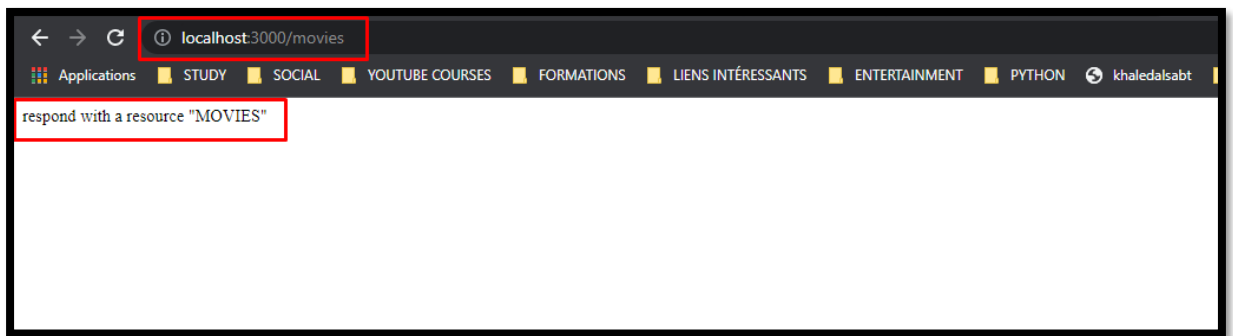 localhost:3000/movies
Applications STUDY SOCIAL YOUTUBE COURSES FORMATIONS LIENS INTÉRESSANTS ENTERTAINMENT PYTHON khaledalsabt
respond with a resource "MOVIES"